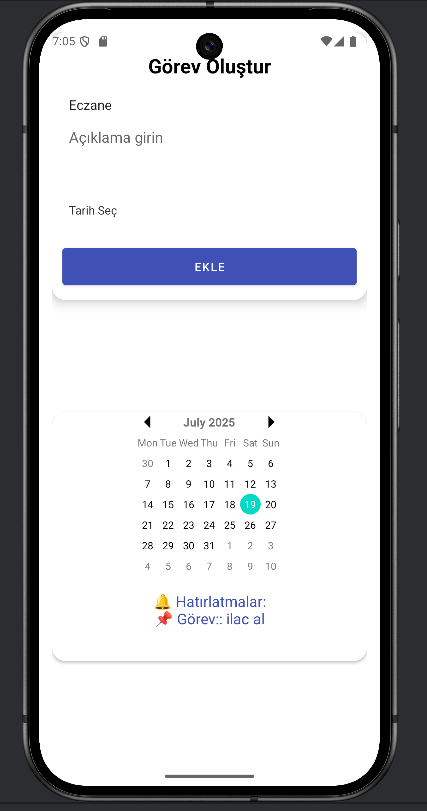 7:05
Görev Oluştur
Eczane
Açıklama girin
Tarih Seç
EKLE
July 2025
Mon Tue Wed Thu Fri Sat Sun
30 1 2 3 4 5 6
7 8 9 10 11 12 13
14 15 16 17 18 19 20
21 22 23 24 25 26 27
28 29 30 31 1 2 3
4 5 6 7 8 9 10
🔔 Hatırlatmalar:
📌 Görev:: ilac al